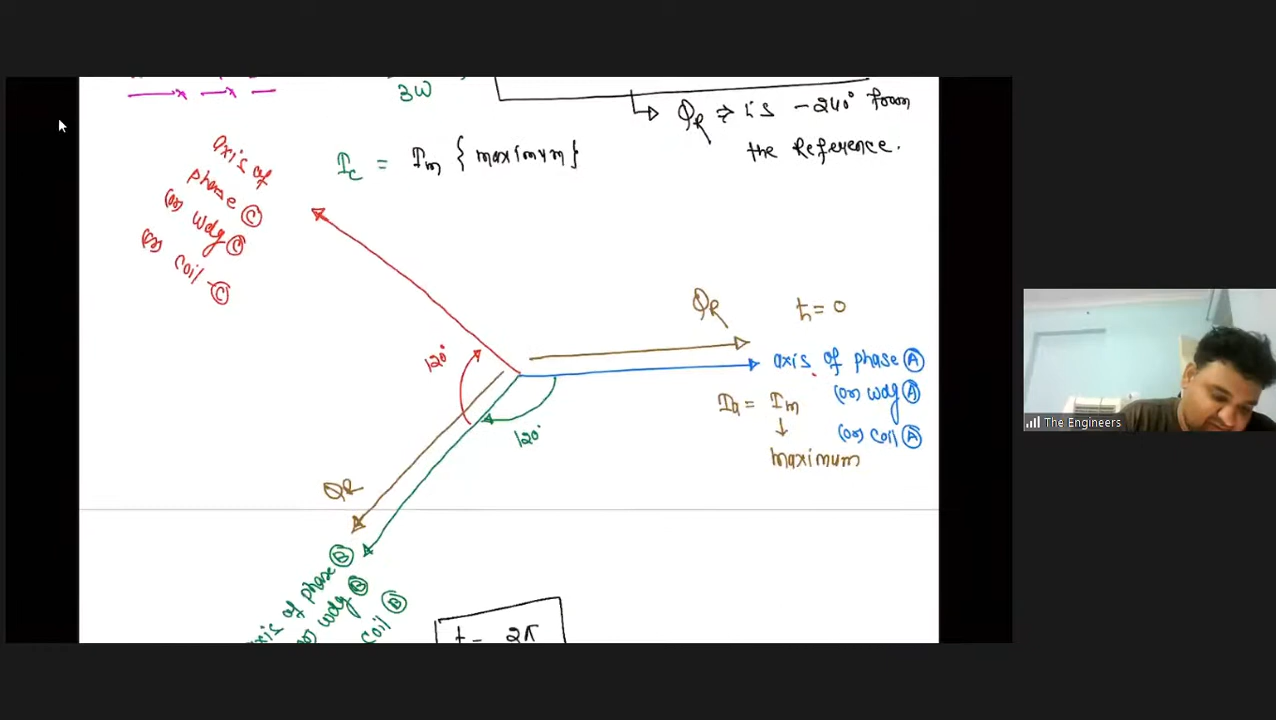 3ω
ΦR ⇒ is -240° from
the Reference.
Ic = Im {maximum}
axis of
phase C
(or) wdg C
(or) coil - C
ΦR
t = 0
120°
axis of phase A
(or) wdg A
(or) coil A
Ia = Im
↓
maximum
120°
ΦR
axis of phase B
(or) wdg B
coil B
t = 2π
The Engineers